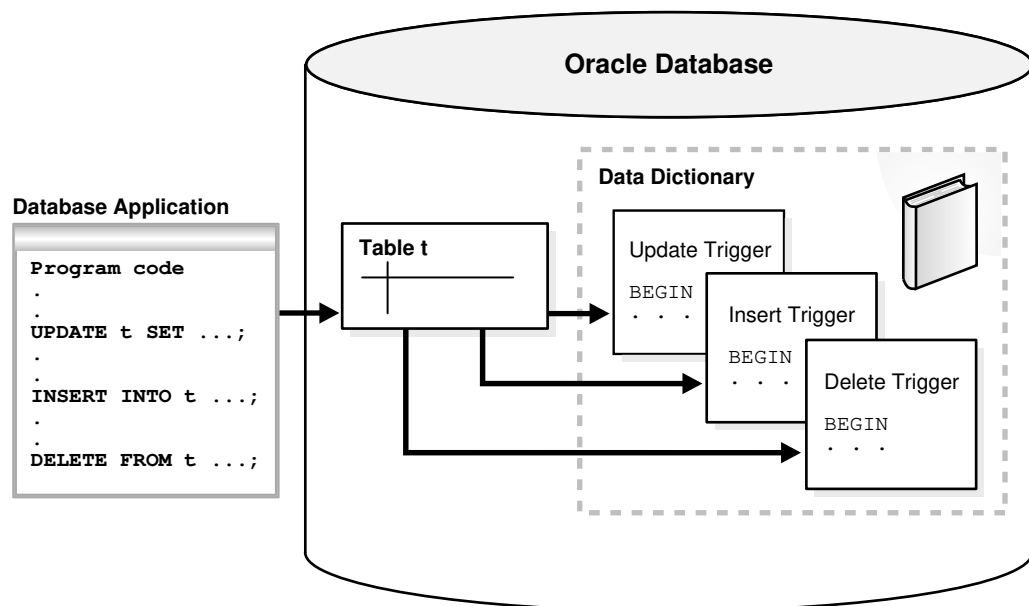 Oracle Database
Data Dictionary
Database Application
Program code
.
.
UPDATE t SET ...;
.
.
INSERT INTO t ...;
.
.
DELETE FROM t ...;
Table t
Update Trigger
BEGIN
. . .
Insert Trigger
BEGIN
. . .
Delete Trigger
BEGIN
. . .